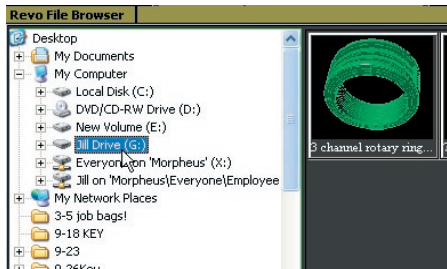 Revo File Browser
Desktop
My Documents
My Computer
Local Disk (C:)
DVD/CD-RW Drive (D:)
New Volume (E:)
Jill Drive (G:)
Everyone on 'Morpheus' (X:)
Jill on 'Morpheus\Everyone\Employee
My Network Places
3-5 job bags!
9-18 KEY
9-23
9-26Key
3 channel rotary ring...